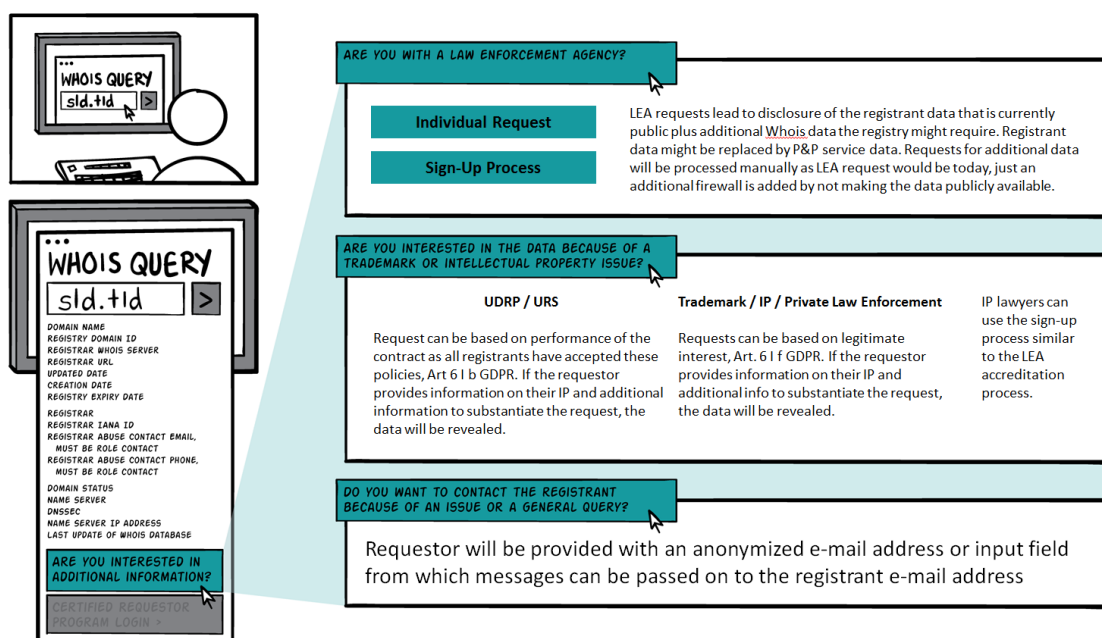 WHOIS QUERY
sld.tld >
WHOIS QUERY
sld.tld >
DOMAIN NAME
REGISTRY DOMAIN ID
REGISTRAR WHOIS SERVER
REGISTRAR URL
UPDATED DATE
CREATION DATE
REGISTRY EXPIRY DATE
REGISTRAR
REGISTRAR IANA ID
REGISTRAR ABUSE CONTACT EMAIL,
MUST BE ROLE CONTACT
REGISTRAR ABUSE CONTACT PHONE,
MUST BE ROLE CONTACT
DOMAIN STATUS
NAME SERVER
DNSSEC
NAME SERVER IP ADDRESS
LAST UPDATE OF WHOIS DATABASE
ARE YOU INTERESTED IN
ADDITIONAL INFORMATION?
CERTIFIED REQUESTOR
PROGRAM LOGIN
ARE YOU WITH A LAW ENFORCEMENT AGENCY?
Individual Request
Sign-Up Process
LEA requests lead to disclosure of the registrant data that is currently
public plus additional Whois data the registry might require. Registrant
data might be replaced by P&P service data. Requests for additional data
will be processed manually as LEA request would be today, just an
additional firewall is added by not making the data publicly available.
ARE YOU INTERESTED IN THE DATA BECAUSE OF A
TRADEMARK OR INTELLECTUAL PROPERTY ISSUE?
UDRP / URS
Request can be based on performance of the
contract as all registrants have accepted these
policies, Art 6 I b GDPR. If the requestor
provides information on their IP and additional
information to substantiate the request, the
data will be revealed.
Trademark / IP / Private Law Enforcement
Requests can be based on legitimate
interest, Art. 6 I f GDPR. If the requestor
provides information on their IP and
additional info to substantiate the request,
the data will be revealed.
IP lawyers can
use the sign-up
process similar
to the LEA
accreditation
process.
DO YOU WANT TO CONTACT THE REGISTRANT
BECAUSE OF AN ISSUE OR A GENERAL QUERY?
Requestor will be provided with an anonymized e-mail address or input field
from which messages can be passed on to the registrant e-mail address